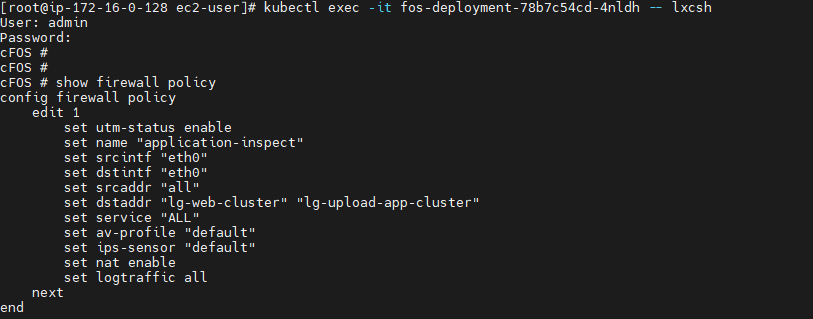 [root@ip-172-16-0-128 ec2-user]# kubectl exec -it fos-deployment-78b7c54cd-4nldh -- lxcsh
User: admin
Password:
cFOS #
cFOS #
cFOS # show firewall policy
config firewall policy
    edit 1
        set utm-status enable
        set name "application-inspect"
        set srcintf "eth0"
        set dstintf "eth0"
        set srcaddr "all"
        set dstaddr "lg-web-cluster" "lg-upload-app-cluster"
        set service "ALL"
        set av-profile "default"
        set ips-sensor "default"
        set nat enable
        set logtraffic all
    next
end